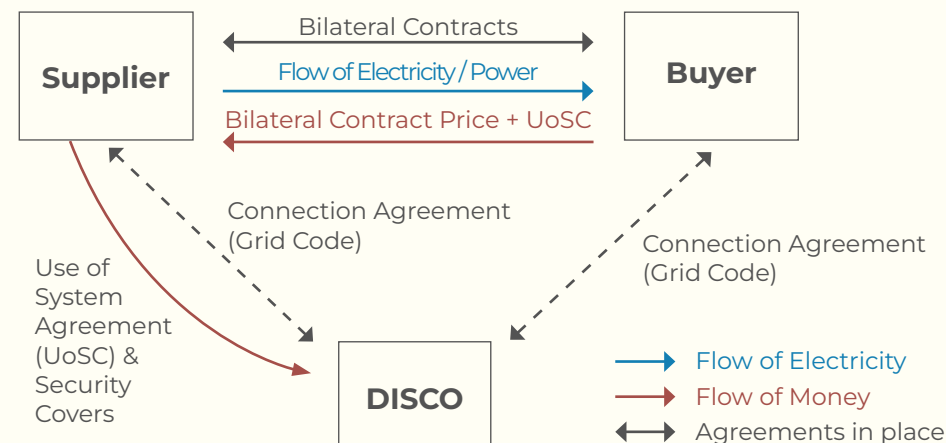 Bilateral Contracts
Supplier
Flow of Electricity / Power
Buyer
Bilateral Contract Price + UoSC
Connection Agreement
(Grid Code)
Connection Agreement
(Grid Code)
Use of
System
Agreement
(UoSC) &
Security
Covers
DISCO
Flow of Electricity
Flow of Money
Agreements in place